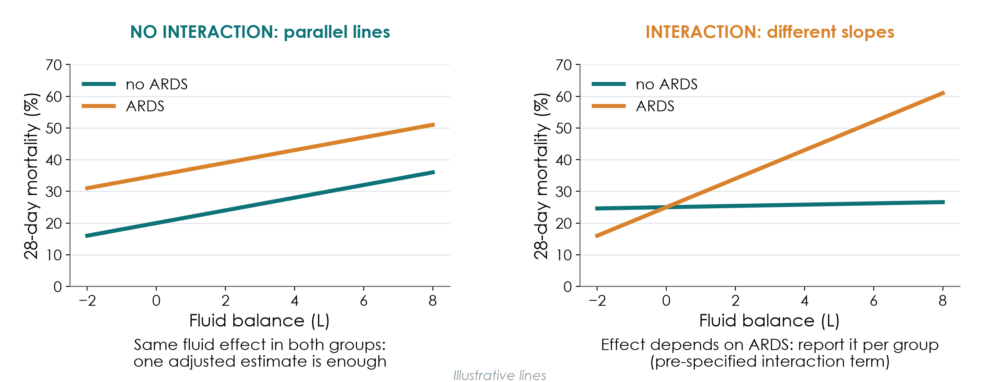 NO INTERACTION: parallel lines
70
60
50
40
30
20
10
0
28-day mortality (%)
no ARDS
ARDS
−2 0 2 4 6 8
Fluid balance (L)
Same fluid effect in both groups:
one adjusted estimate is enough
INTERACTION: different slopes
70
60
50
40
30
20
10
0
28-day mortality (%)
no ARDS
ARDS
−2 0 2 4 6 8
Fluid balance (L)
Effect depends on ARDS: report it per group
(pre-specified interaction term)
Illustrative lines